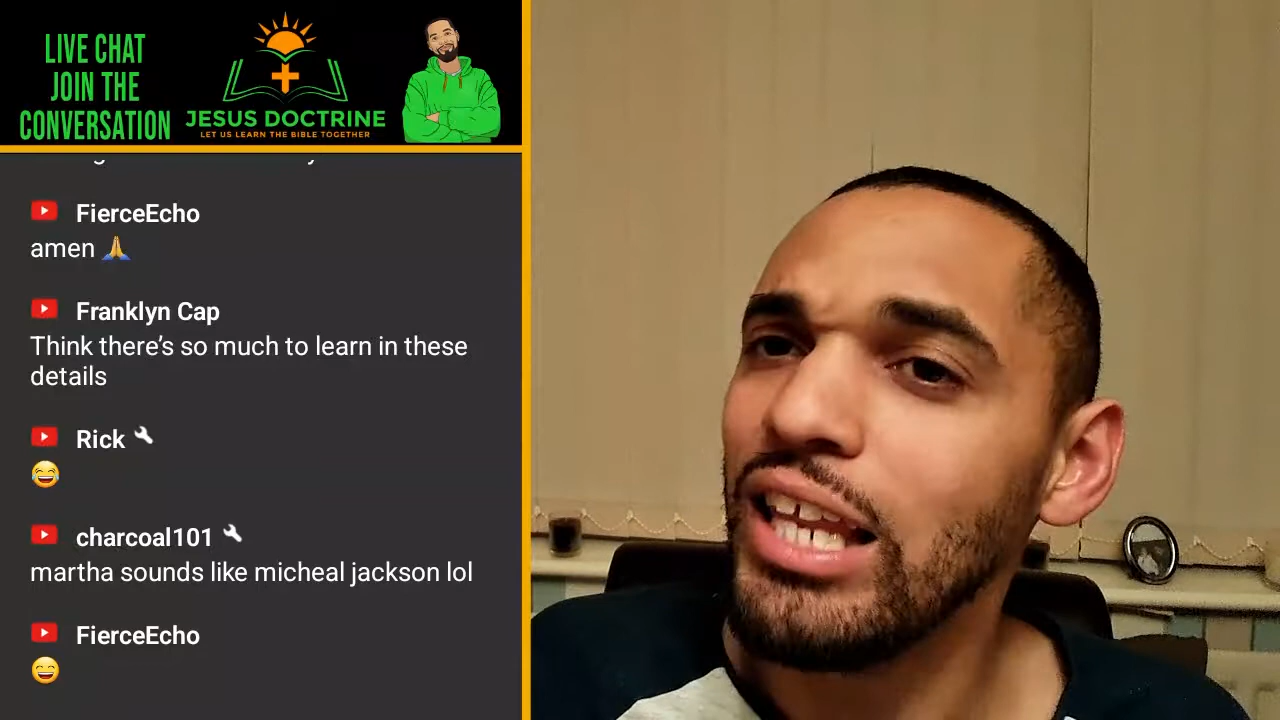 LIVE CHAT
JOIN THE
CONVERSATION
JESUS DOCTRINE
LET US LEARN THE BIBLE TOGETHER
FierceEcho
amen 🙏
Franklyn Cap
Think there’s so much to learn in these
details
Rick
😂
charcoal101
martha sounds like micheal jackson lol
FierceEcho
😄